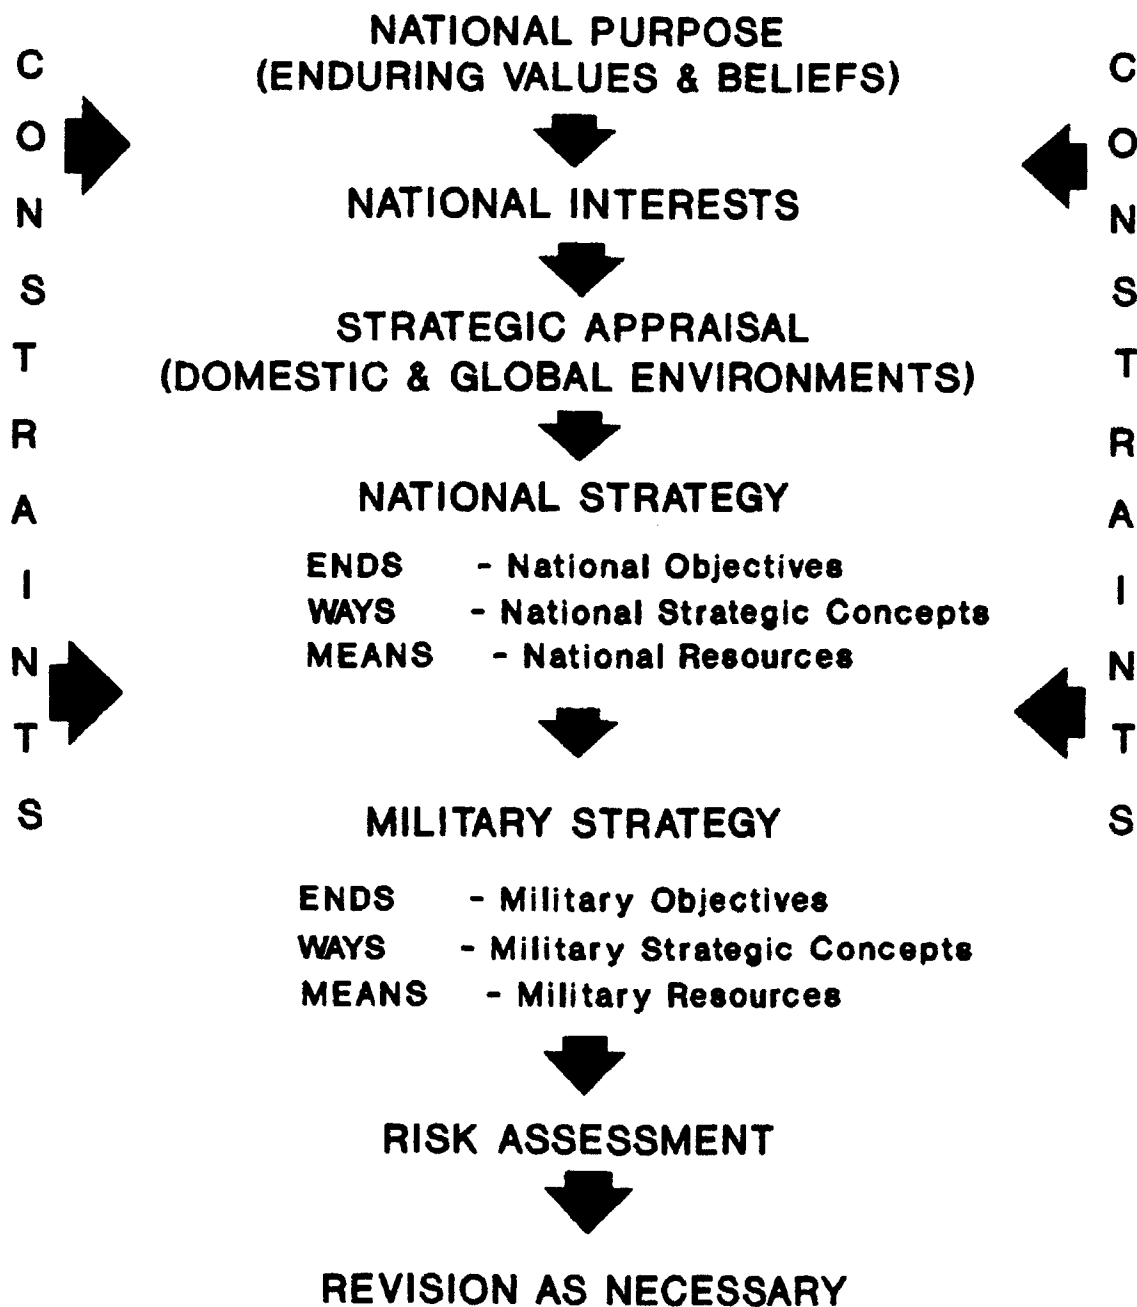 NATIONAL PURPOSE
(ENDURING VALUES & BELIEFS)
NATIONAL INTERESTS
STRATEGIC APPRAISAL
(DOMESTIC & GLOBAL ENVIRONMENTS)
NATIONAL STRATEGY
ENDS - National Objectives
WAYS - National Strategic Concepts
MEANS - National Resources
MILITARY STRATEGY
ENDS - Military Objectives
WAYS - Military Strategic Concepts
MEANS - Military Resources
RISK ASSESSMENT
REVISION AS NECESSARY
CONSTRAINTS
CONSTRAINTS